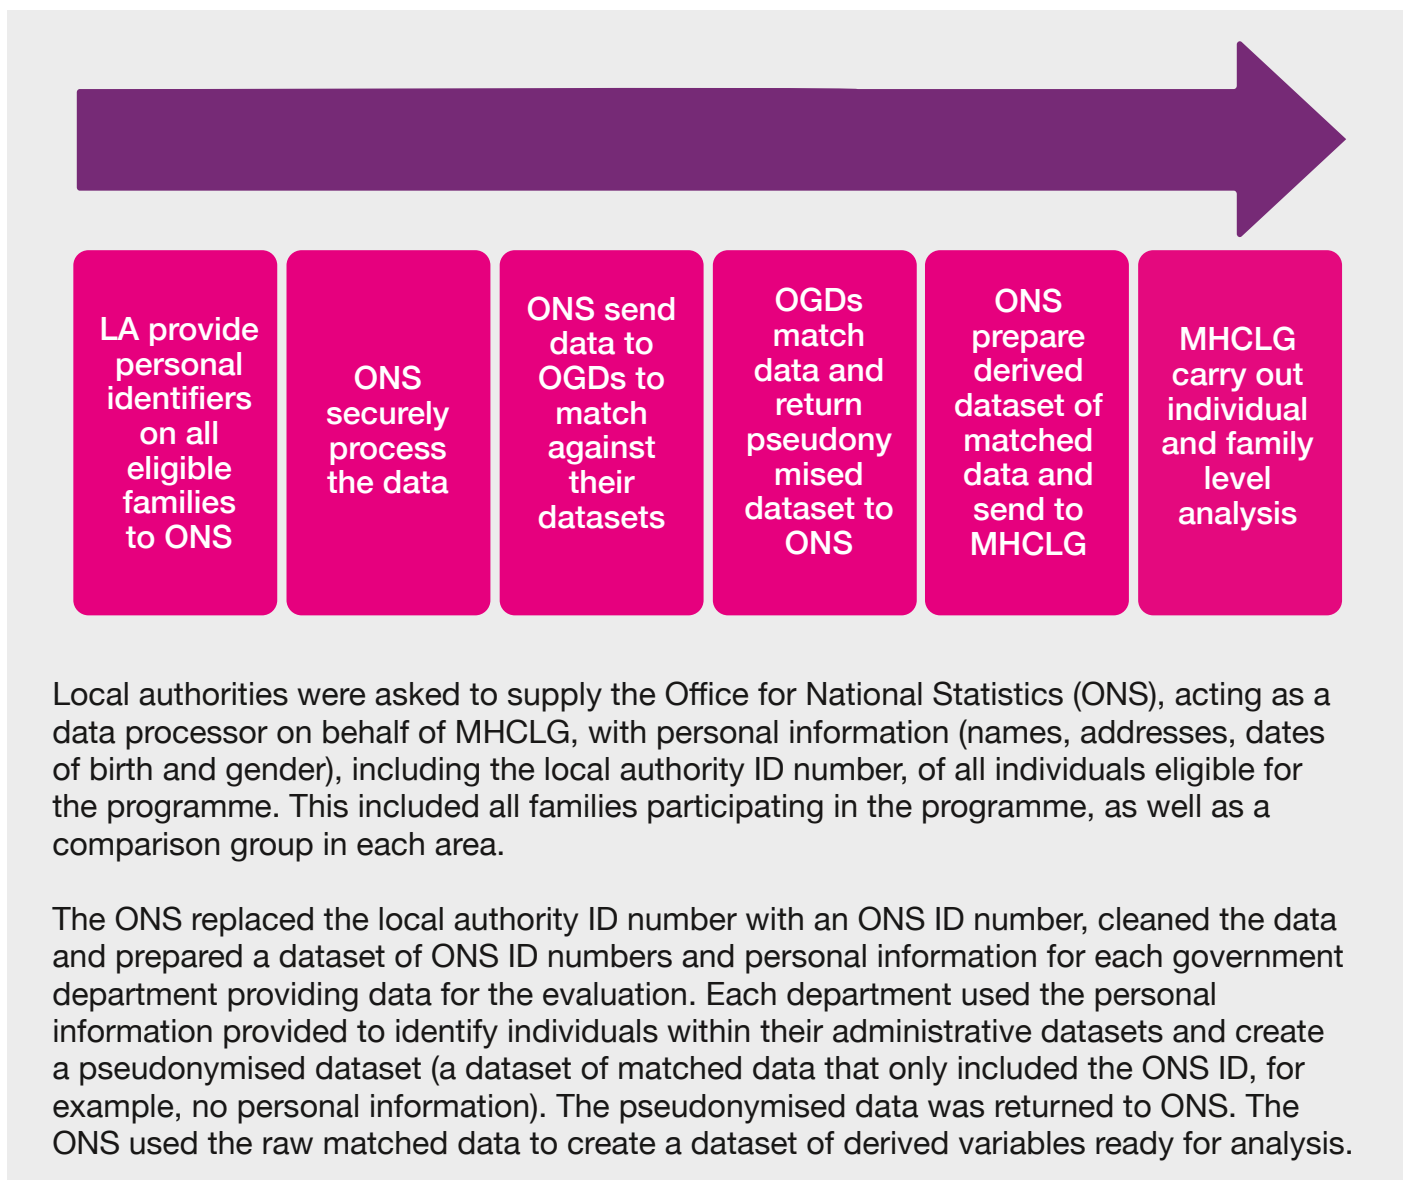 LA provide
personal
identifiers
on all
eligible
families
to ONS
ONS
securely
process
the data
ONS send
data to
OGDs to
match
against
their
datasets
OGDs
match
data and
return
pseudony
mised
dataset to
ONS
ONS
prepare
derived
dataset of
matched
data and
send to
MHCLG
MHCLG
carry out
individual
and family
level
analysis
Local authorities were asked to supply the Office for National Statistics (ONS), acting as a
data processor on behalf of MHCLG, with personal information (names, addresses, dates
of birth and gender), including the local authority ID number, of all individuals eligible for
the programme. This included all families participating in the programme, as well as a
comparison group in each area.
The ONS replaced the local authority ID number with an ONS ID number, cleaned the data
and prepared a dataset of ONS ID numbers and personal information for each government
department providing data for the evaluation. Each department used the personal
information provided to identify individuals within their administrative datasets and create
a pseudonymised dataset (a dataset of matched data that only included the ONS ID, for
example, no personal information). The pseudonymised data was returned to ONS. The
ONS used the raw matched data to create a dataset of derived variables ready for analysis.